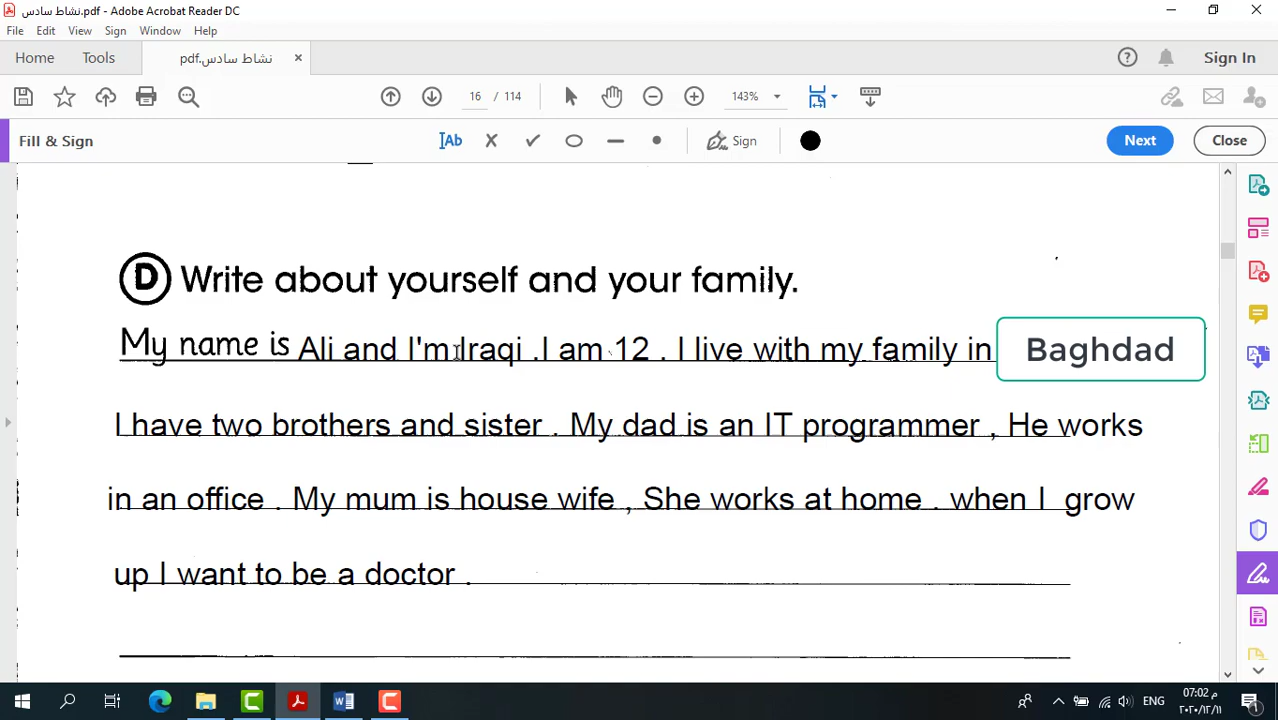 نشاط سادس.pdf - Adobe Acrobat Reader DC
File Edit View Sign Window Help
Home Tools نشاط سادس.pdf × ? Sign In
16 / 114 143%
Fill & Sign Ab Sign Next Close
D Write about yourself and your family.
My name is Ali and I'm Iraqi .I am 12 . I live with my family in Baghdad
I have two brothers and sister . My dad is an IT programmer , He works
in an office . My mum is house wife , She works at home . when I grow
up I want to be a doctor .
ENG م 07:02
٢٠٢٠/١٢/١١